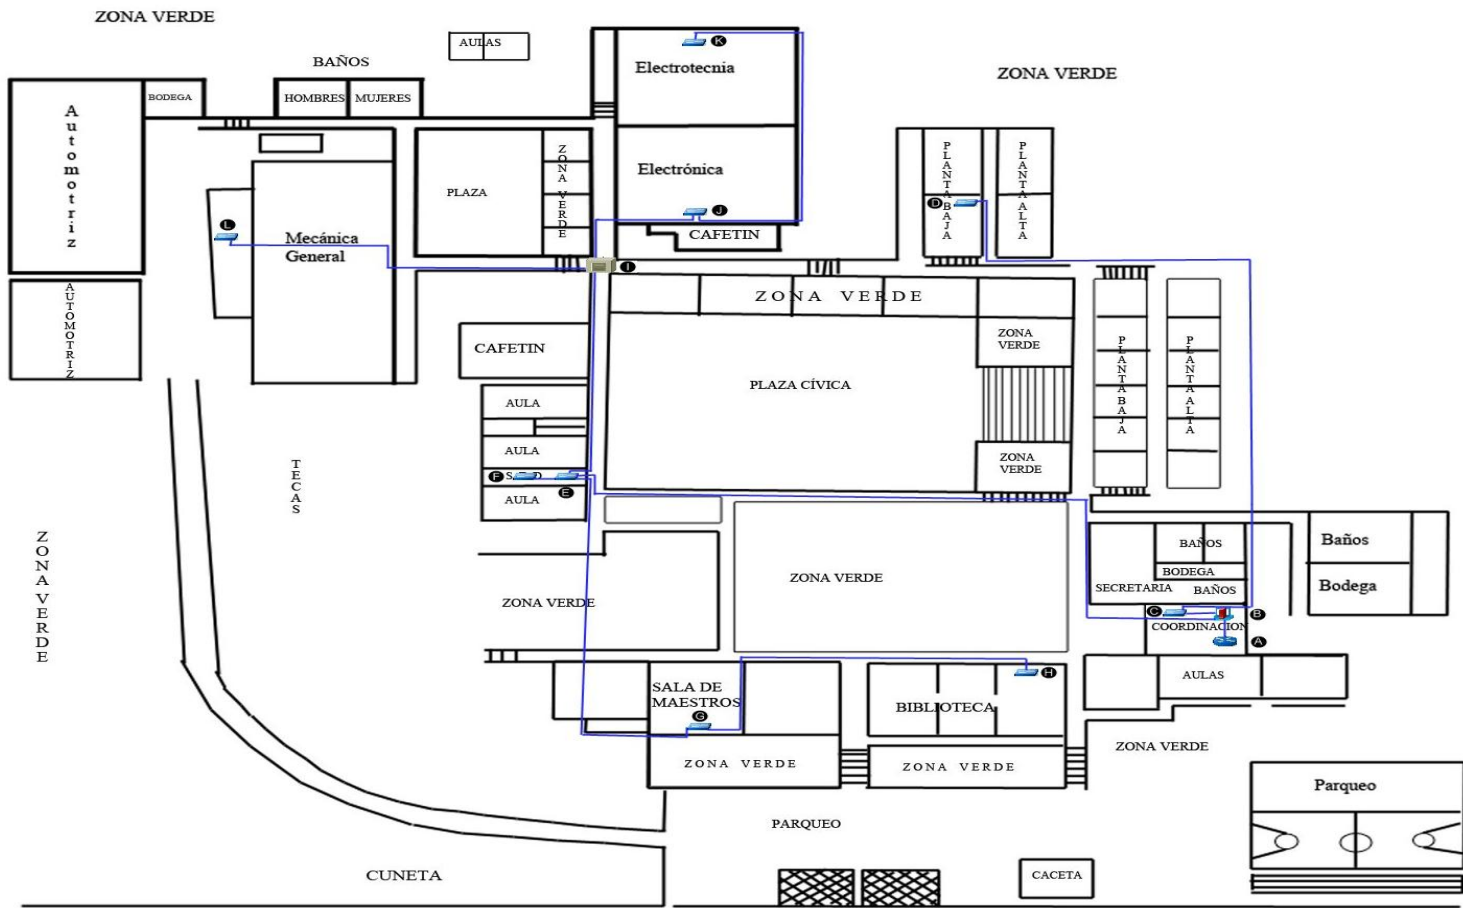 ZONA VERDE
AULAS
K
Electrotecnia
BAÑOS
ZONA VERDE
BODEGA
HOMBRES
MUJERES
Automotriz
ZONA VERDE
PLANTA BAJA
PLANTA ALTA
Electrónica
PLAZA
D
J
L
Mecánica
General
CAFETIN
I
AUTOMOTRIZ
ZONA VERDE
ZONA
VERDE
CAFETIN
PLANTA BAJA
PLANTA ALTA
PLAZA CÍVICA
AULA
AULA
ZONA
VERDE
TECAS
F
E
AULA
ZONA VERDE
BAÑOS
Baños
BODEGA
ZONA VERDE
SECRETARIA
BAÑOS
Bodega
ZONA VERDE
C
B
COORDINACION
A
SALA DE
MAESTROS
H
AULAS
G
BIBLIOTECA
ZONA VERDE
ZONA VERDE
ZONA VERDE
Parqueo
PARQUEO
CUNETA
CACETA